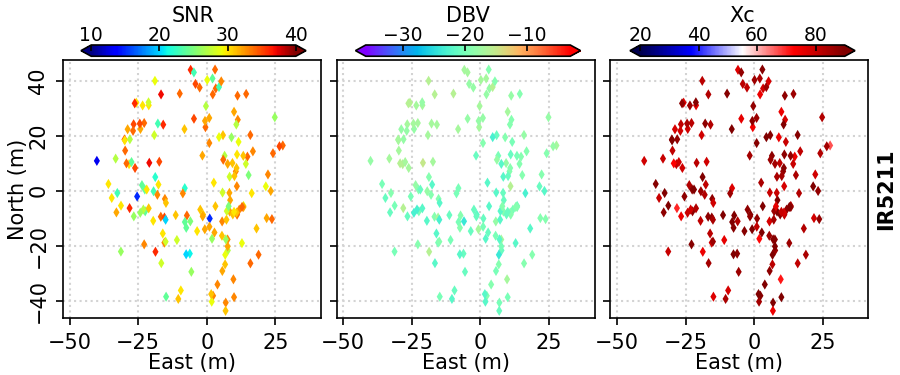 SNR DBV Xc
10 20 30 40 −30 −20 −10 20 40 60 80
North (m)
40
20
0
−20
−40
−50 −25 0 25 −50 −25 0 25 −50 −25 0 25
East (m) East (m) East (m)
IR5211